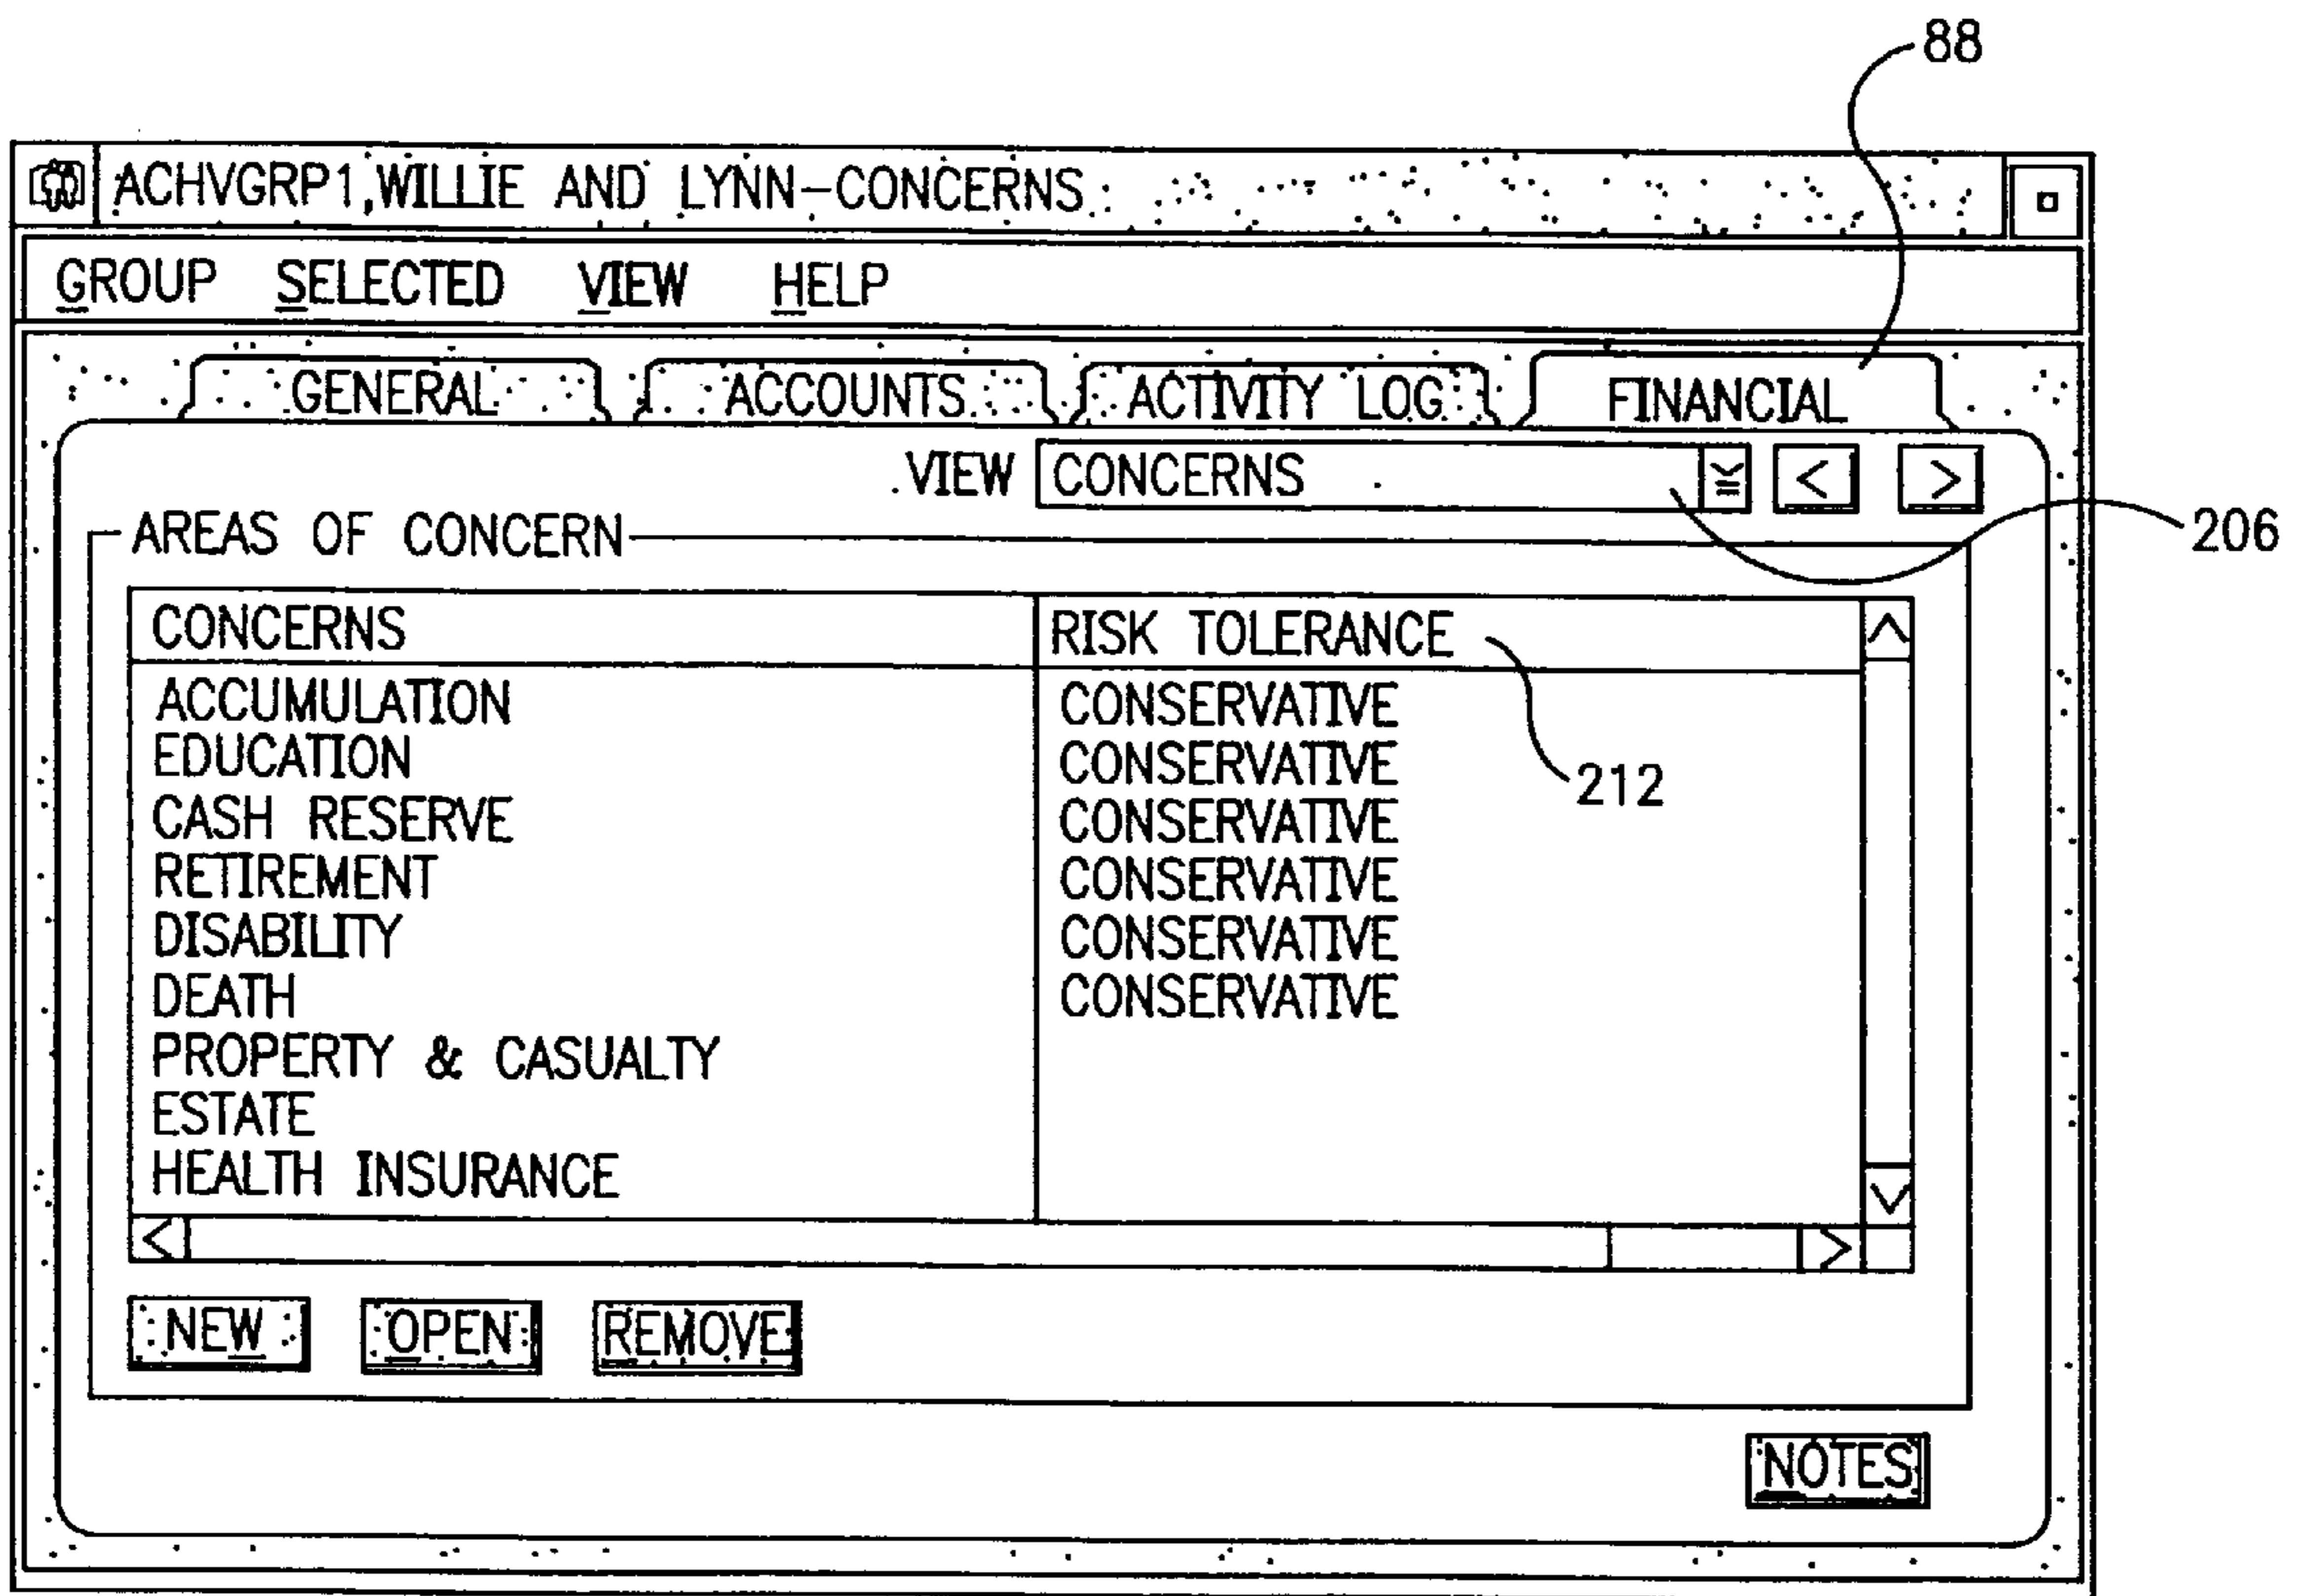 88
ACHVGRP1,WILLIE AND LYNN-CONCERNS
GROUP SELECTED VIEW HELP
GENERAL ACCOUNTS ACTIVITY LOG FINANCIAL
VIEW CONCERNS < >
206
AREAS OF CONCERN
CONCERNS RISK TOLERANCE
ACCUMULATION CONSERVATIVE
EDUCATION CONSERVATIVE
212
CASH RESERVE CONSERVATIVE
RETIREMENT CONSERVATIVE
DISABILITY CONSERVATIVE
DEATH CONSERVATIVE
PROPERTY & CASUALTY
ESTATE
HEALTH INSURANCE
NEW OPEN REMOVE
NOTES